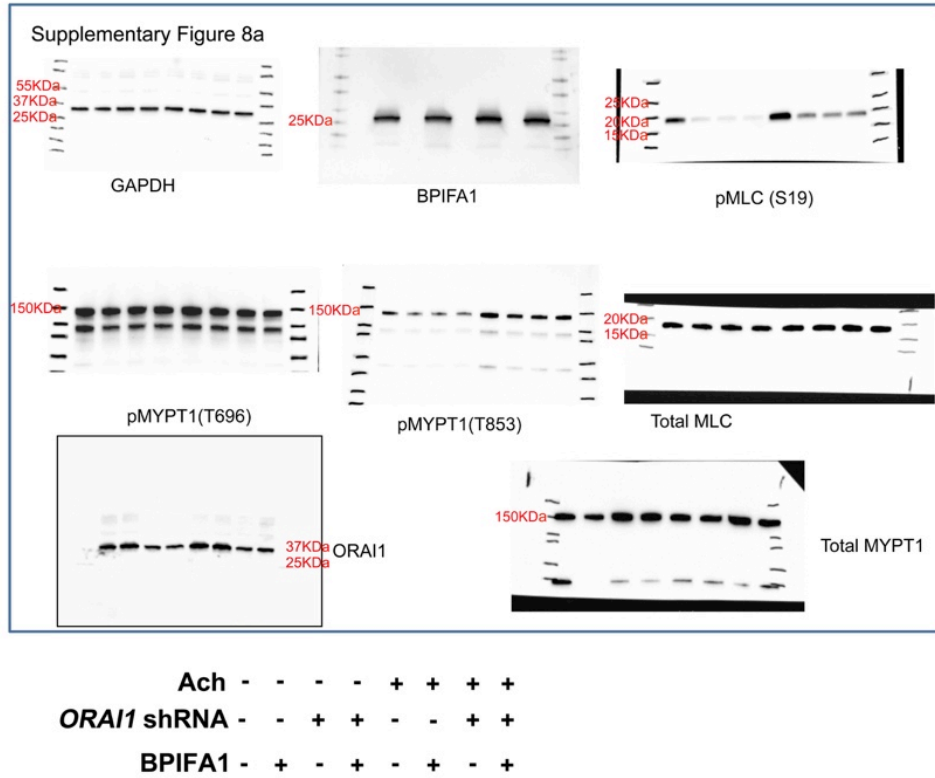 Supplementary Figure 8a
55KDa
37KDa
25KDa
GAPDH
25KDa
BPIFA1
25KDa
20KDa
15KDa
pMLC (S19)
150KDa
pMYPT1(T696)
150KDa
pMYPT1(T853)
20KDa
15KDa
Total MLC
37KDa
25KDa
ORAI1
150KDa
Total MYPT1
Ach - - - - + + + +
ORAI1 shRNA - - + + - - + +
BPIFA1 - + - + - + - +